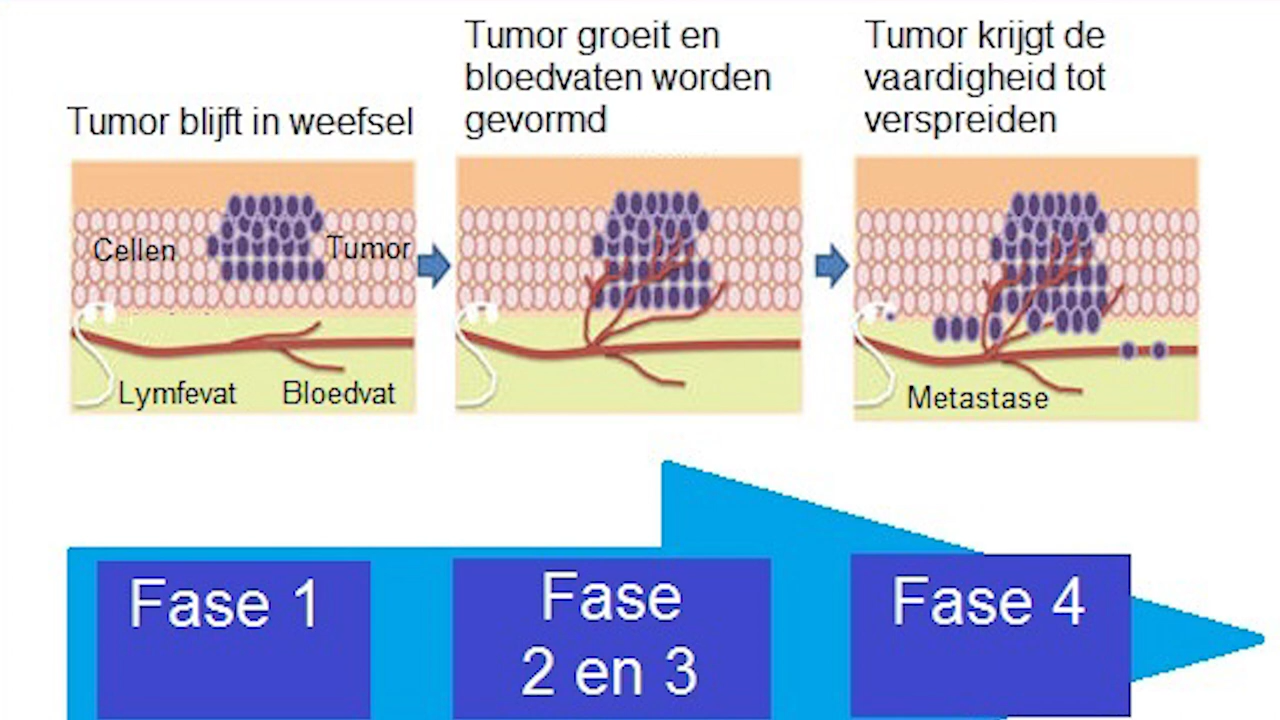 Tumor blijft in weefsel
Tumor groeit en
bloedvaten worden
gevormd
Tumor krijgt de
vaardigheid tot
verspreiden
Cellen
Tumor
Lymfevat
Bloedvat
Metastase
Fase 1
Fase
2 en 3
Fase 4